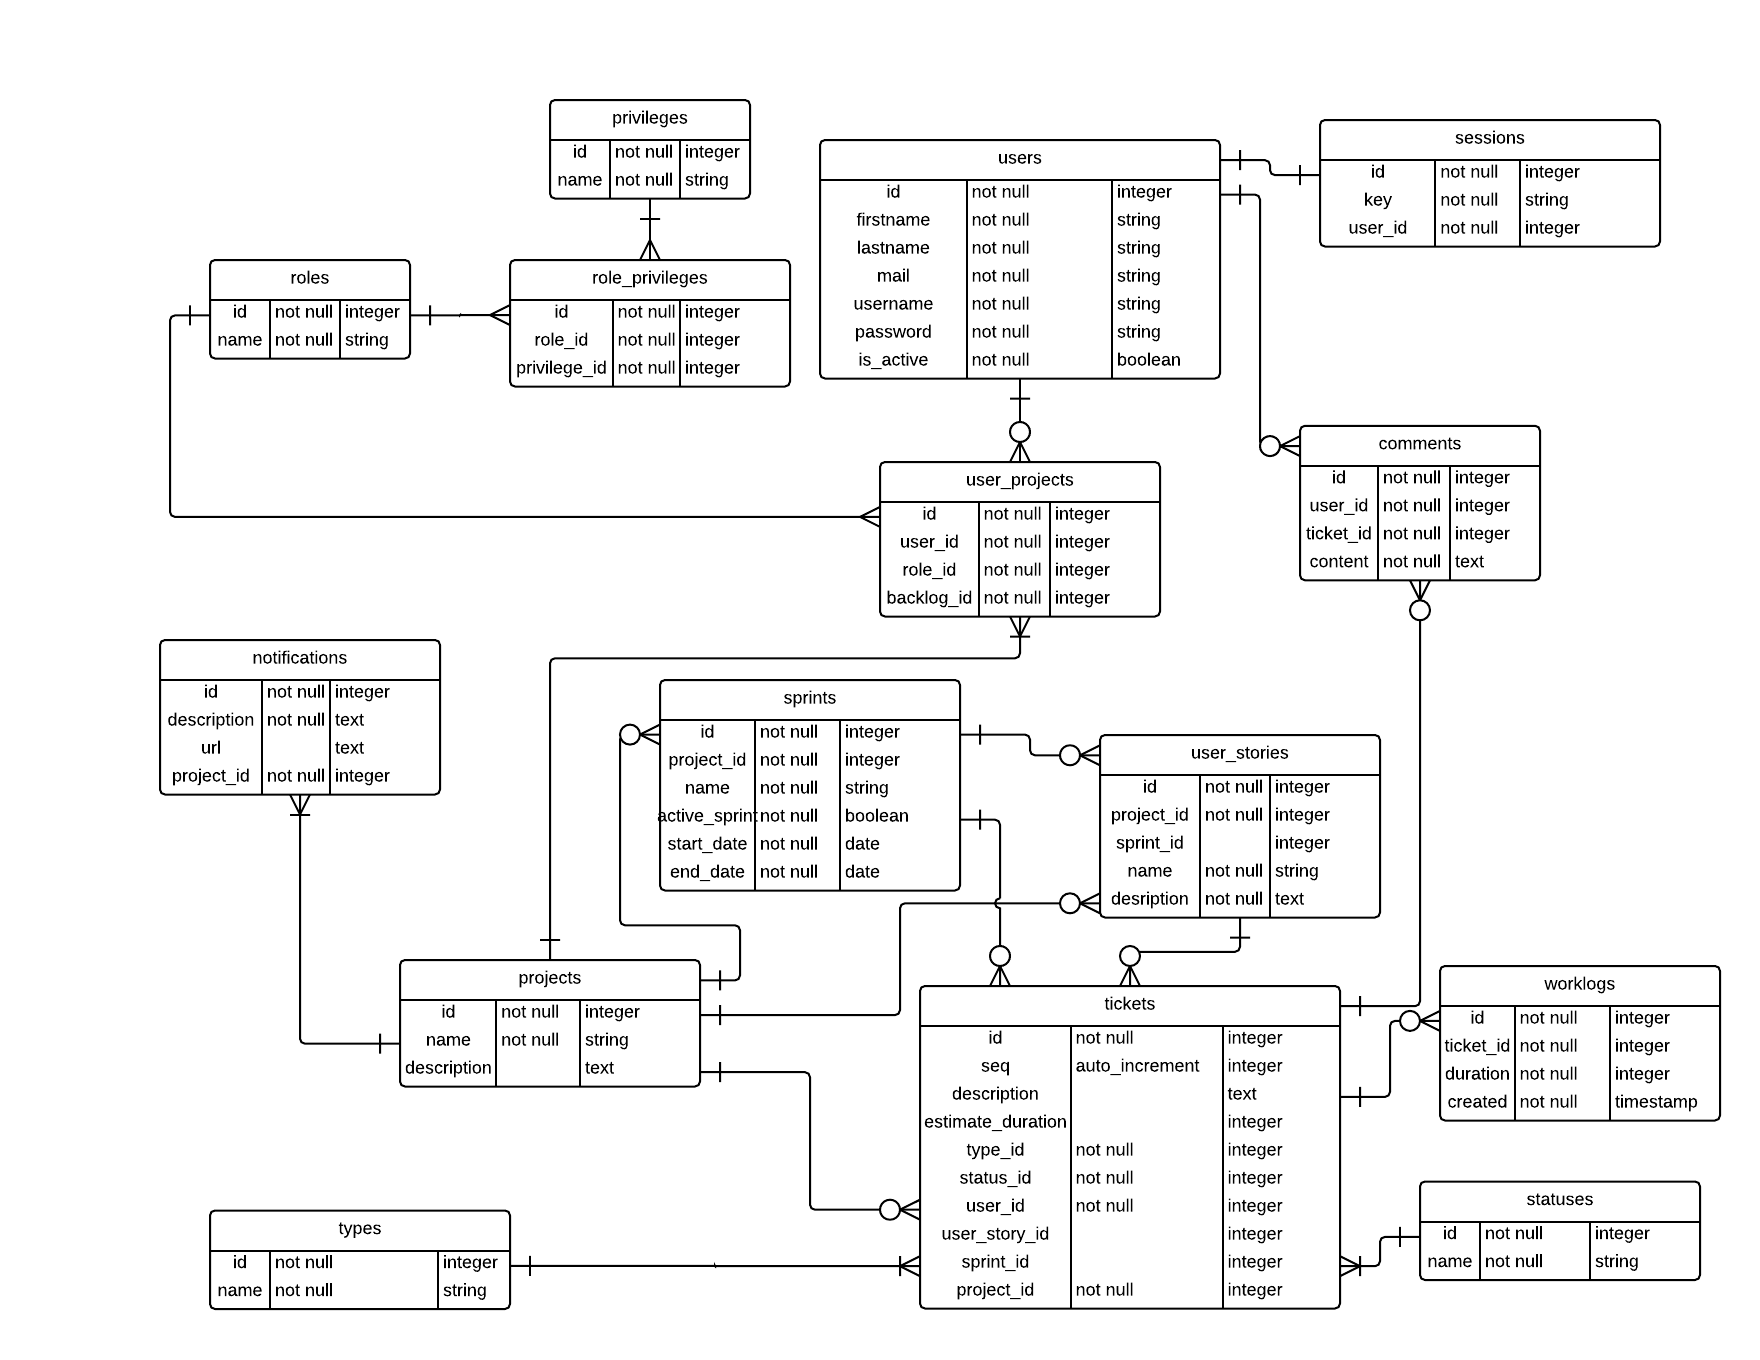 privileges
id not null integer
name not null string
users
id not null integer
firstname not null string
lastname not null string
mail not null string
username not null string
password not null string
is_active not null boolean
sessions
id not null integer
key not null string
user_id not null integer
roles
id not null integer
name not null string
role_privileges
id not null integer
role_id not null integer
privilege_id not null integer
comments
id not null integer
user_id not null integer
ticket_id not null integer
content not null text
user_projects
id not null integer
user_id not null integer
role_id not null integer
backlog_id not null integer
notifications
id not null integer
description not null text
url text
project_id not null integer
sprints
id not null integer
project_id not null integer
name not null string
active_sprint not null boolean
start_date not null date
end_date not null date
user_stories
id not null integer
project_id not null integer
sprint_id integer
name not null string
desription not null text
projects
id not null integer
name not null string
description text
tickets
id not null integer
seq auto_increment integer
description text
estimate_duration integer
type_id not null integer
status_id not null integer
user_id not null integer
user_story_id integer
sprint_id integer
project_id not null integer
worklogs
id not null integer
ticket_id not null integer
duration not null integer
created not null timestamp
types
id not null integer
name not null string
statuses
id not null integer
name not null string